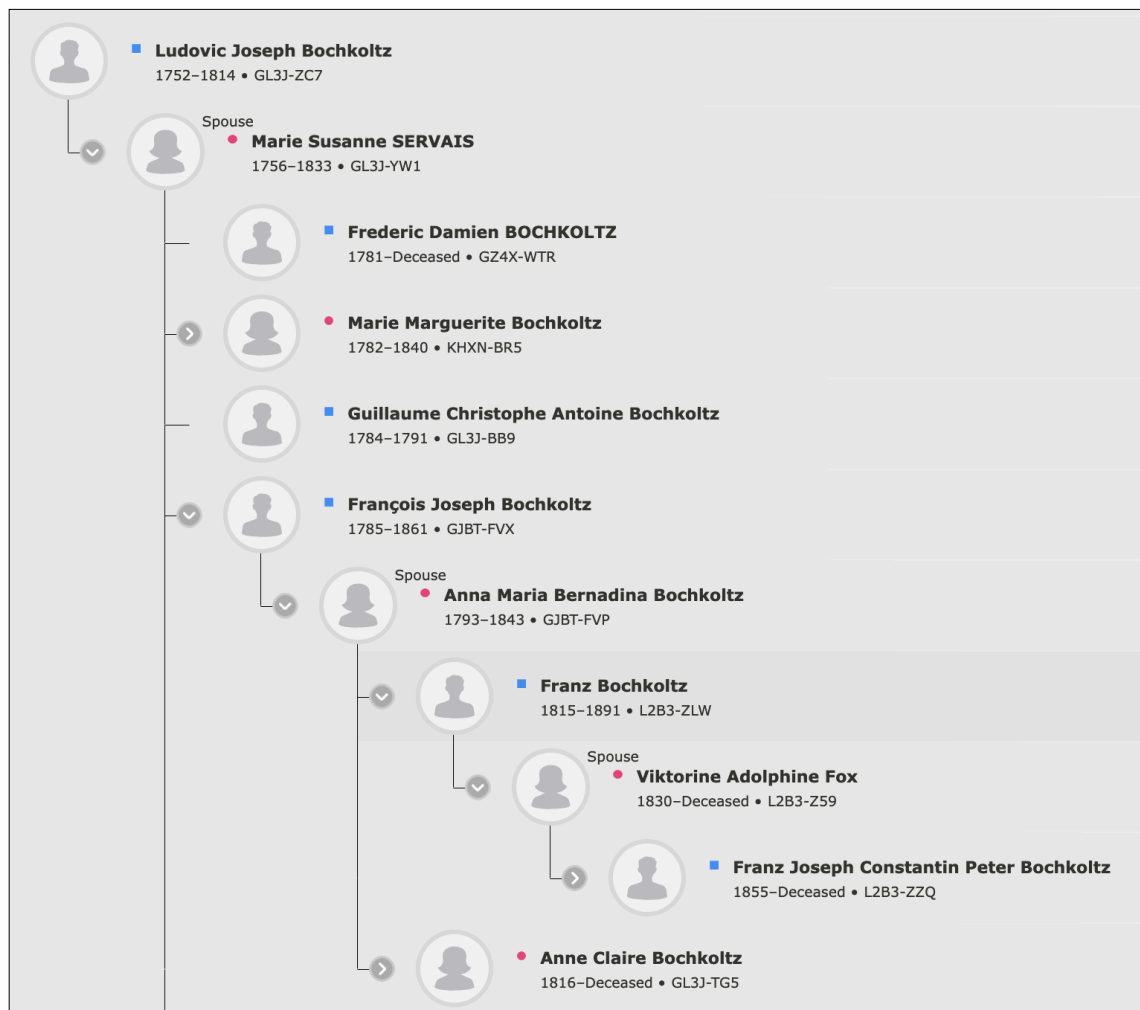 Ludovic Joseph Bochkoltz
1752–1814 • GL3J-ZC7
Spouse
Marie Susanne SERVAIS
1756–1833 • GL3J-YW1
Frederic Damien BOCHKOLTZ
1781–Deceased • GZ4X-WTR
Marie Marguerite Bochkoltz
1782–1840 • KHXN-BR5
Guillaume Christophe Antoine Bochkoltz
1784–1791 • GL3J-BB9
François Joseph Bochkoltz
1785–1861 • GJBT-FVX
Spouse
Anna Maria Bernadina Bochkoltz
1793–1843 • GJBT-FVP
Franz Bochkoltz
1815–1891 • L2B3-ZLW
Spouse
Viktorine Adolphine Fox
1830–Deceased • L2B3-Z59
Franz Joseph Constantin Peter Bochkoltz
1855–Deceased • L2B3-ZZQ
Anne Claire Bochkoltz
1816–Deceased • GL3J-TG5